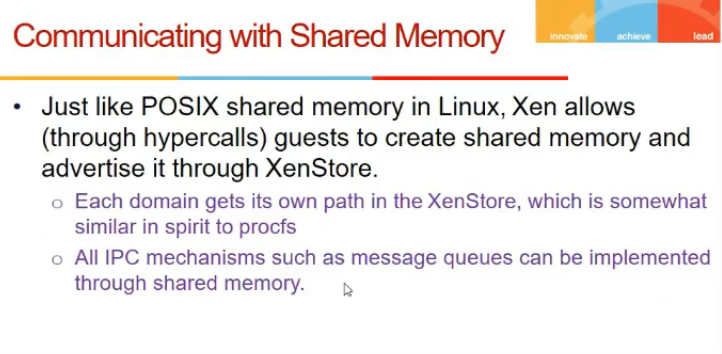 innovate achieve lead
Communicating with Shared Memory
• Just like POSIX shared memory in Linux, Xen allows
(through hypercalls) guests to create shared memory and
advertise it through XenStore.
o Each domain gets its own path in the XenStore, which is somewhat
similar in spirit to procfs
o All IPC mechanisms such as message queues can be implemented
through shared memory.